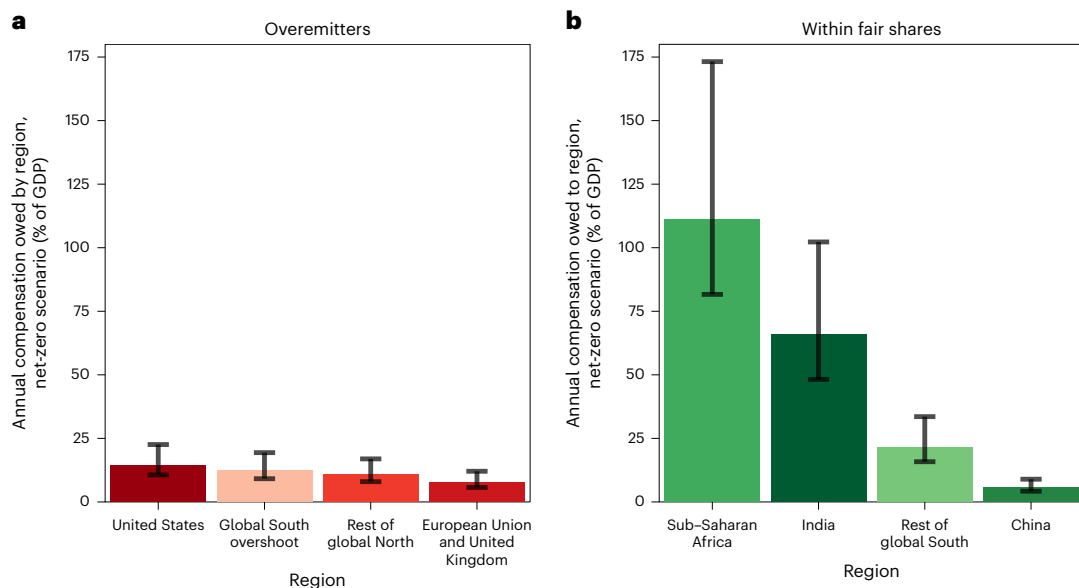 a
Overemitters
Annual compensation owed by region,
net-zero scenario (% of GDP)
175
150
125
100
75
50
25
0
United States
Global South
overshoot
Rest of
global North
European Union
and United
Kingdom
Region
b
Within fair shares
Annual compensation owed to region,
net-zero scenario (% of GDP)
175
150
125
100
75
50
25
0
Sub–Saharan
Africa
India
Rest of
global South
China
Region